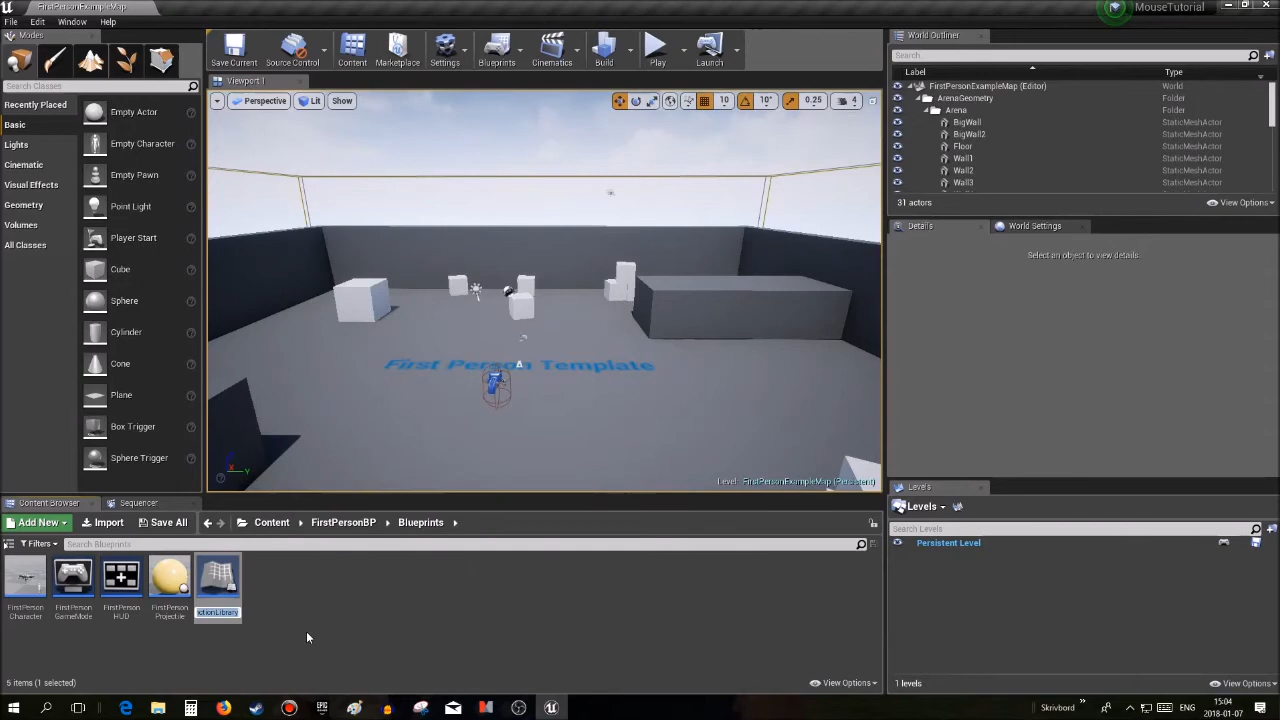 FirstPersonExampleMap
MouseTutorial
File Edit Window Help
Modes
Search Classes
Recently Placed
Basic
Lights
Cinematic
Visual Effects
Geometry
Volumes
All Classes
Empty Actor
Empty Character
Empty Pawn
Point Light
Player Start
Cube
Sphere
Cylinder
Cone
Plane
Box Trigger
Sphere Trigger
Save Current Source Control Content Marketplace Settings Blueprints Cinematics Build Play Launch
Viewport 1
Perspective Lit Show 10 10° 0.25 4
First Person Template
Level: FirstPersonExampleMap (Persistent)
World Outliner
Search...
Label Type
FirstPersonExampleMap (Editor) World
ArenaGeometry Folder
Arena Folder
BigWall StaticMeshActor
BigWall2 StaticMeshActor
Floor StaticMeshActor
Wall1 StaticMeshActor
Wall2 StaticMeshActor
Wall3 StaticMeshActor
31 actors View Options
Details World Settings
Select an object to view details.
Levels
Levels
Search Levels
Persistent Level
1 levels View Options
Content Browser Sequencer
Add New Import Save All Content FirstPersonBP Blueprints
Filters Search Blueprints
FirstPerson Character
FirstPerson GameMode
FirstPerson HUD
FirstPerson Projectile
ctionLibrary
5 items (1 selected) View Options
Skrivbord ENG 15:04
2018-01-07